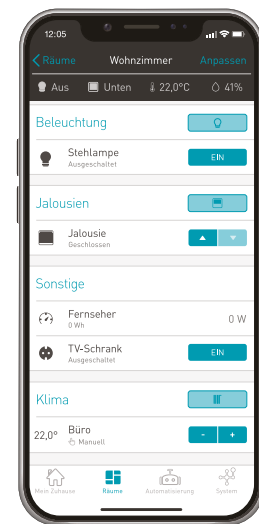 12:05
Räume Wohnzimmer Anpassen
Aus Unten 22,0°C 41%
Beleuchtung
Stehlampe
Ausgeschaltet
EIN
Jalousien
Jalousie
Geschlossen
Sonstige
Fernseher
0 Wh
0 W
TV-Schrank
Ausgeschaltet
EIN
Klima
22,0°
Büro
Manuell
- +
Mein Zuhause Räume Automatisierung System